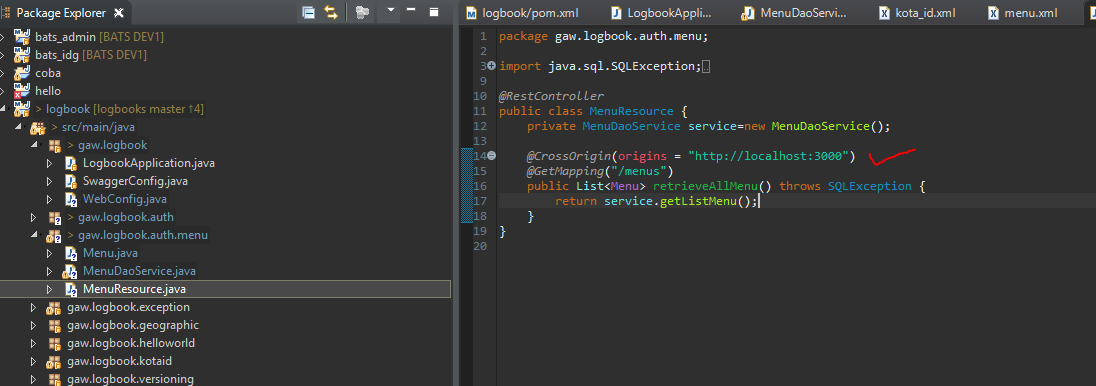 Package Explorer
bats_admin [BATS DEV1]
bats_idg [BATS DEV1]
coba
hello
> logbook [logbooks master ↑4]
> src/main/java
> gaw.logbook
LogbookApplication.java
SwaggerConfig.java
WebConfig.java
> gaw.logbook.auth
> gaw.logbook.auth.menu
Menu.java
MenuDaoService.java
MenuResource.java
gaw.logbook.exception
gaw.logbook.geographic
gaw.logbook.helloworld
gaw.logbook.kotaid
gaw.logbook.versioning
logbook/pom.xml LogbookAppli... MenuDaoServi... kota_id.xml menu.xml
1 package gaw.logbook.auth.menu;
2
3 import java.sql.SQLException;
9
10 @RestController
11 public class MenuResource {
12 private MenuDaoService service=new MenuDaoService();
13
14 @CrossOrigin(origins = "http://localhost:3000")
15 @GetMapping("/menus")
16 public List<Menu> retrieveAllMenu() throws SQLException {
17 return service.getListMenu();
18 }
19 }
20